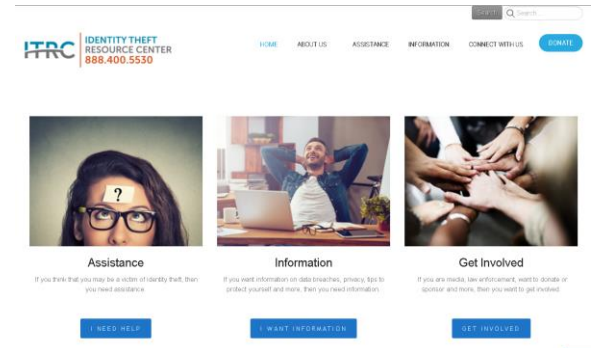 Search Search...
ITRC
IDENTITY THEFT
RESOURCE CENTER
888.400.5530
HOME ABOUT US ASSISTANCE INFORMATION CONNECT WITH US DONATE
?
Assistance
If you think that you may be a victim of identity theft, then
you need assistance
I NEED HELP
Information
If you want information on data breaches, privacy, tips to
protect yourself and more, then you need information.
I WANT INFORMATION
Get Involved
If you are media, law enforcement, want to donate or
sponsor and more, then you want to get involved
GET INVOLVED